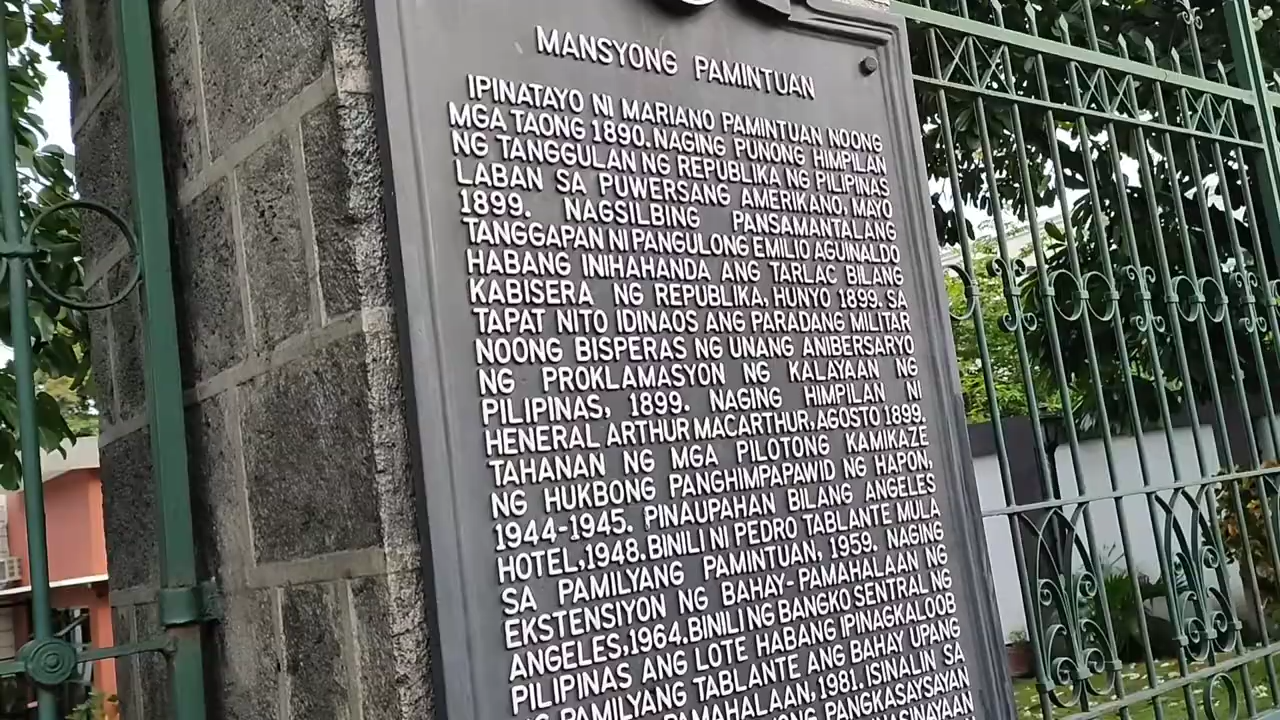 MANSYONG PAMINTUAN
IPINATAYO NI MARIANO PAMINTUAN NOONG
MGA TAONG 1890. NAGING PUNONG HIMPILAN
NG TANGGULAN NG REPUBLIKA NG PILIPINAS
LABAN SA PUWERSANG AMERIKANO, MAYO
1899. NAGSILBING PANSAMANTALANG
TANGGAPAN NI PANGULONG EMILIO AGUINALDO
HABANG INIHAHANDA ANG TARLAC BILANG
KABISERA NG REPUBLIKA, HUNYO 1899. SA
TAPAT NITO IDINAOS ANG PARADANG MILITAR
NOONG BISPERAS NG UNANG ANIBERSARYO
NG PROKLAMASYON NG KALAYAAN NG
PILIPINAS, 1899. NAGING HIMPILAN NI
HENERAL ARTHUR MACARTHUR, AGOSTO 1899.
TAHANAN NG MGA PILOTONG KAMIKAZE
NG HUKBONG PANGHIMPAPAWID NG HAPON,
1944-1945. PINAUPAHAN BILANG ANGELES
HOTEL, 1948. BINILI NI PEDRO TABLANTE MULA
SA PAMILYANG PAMINTUAN, 1959. NAGING
EKSTENSIYON NG BAHAY-PAMAHALAAN NG
ANGELES, 1964. BINILI NG BANGKO SENTRAL NG
PILIPINAS ANG LOTE HABANG IPINAGKALOOB
NG PAMILYANG TABLANTE ANG BAHAY UPANG
PAMAHALAAN, 1981. ISINALIN SA
PANGKASAYSAYAN